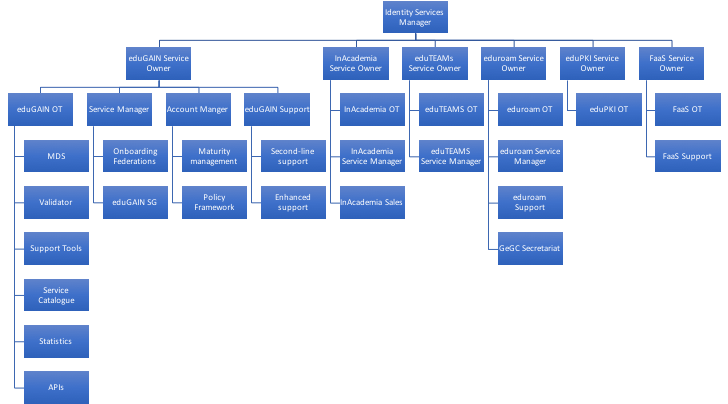 Identity Services
Manager
eduGAIN Service
Owner
InAcademia
Service Owner
eduTEAMs
Service Owner
eduroam Service
Owner
eduPKI Service
Owner
FaaS Service
Owner
eduGAIN OT
Service Manager
Account Manger
eduGAIN Support
InAcademia OT
eduTEAMS OT
eduroam OT
eduPKI OT
FaaS OT
MDS
Onboarding
Federations
Maturity
management
Second-line
support
InAcademia
Service Manager
eduTEAMS
Service Manager
eduroam Service
Manager
FaaS Support
Validator
eduGAIN SG
Policy
Framework
Enhanced
support
InAcademia Sales
eduroam
Support
Support Tools
GeGC Secretariat
Service
Catalogue
Statistics
APIs